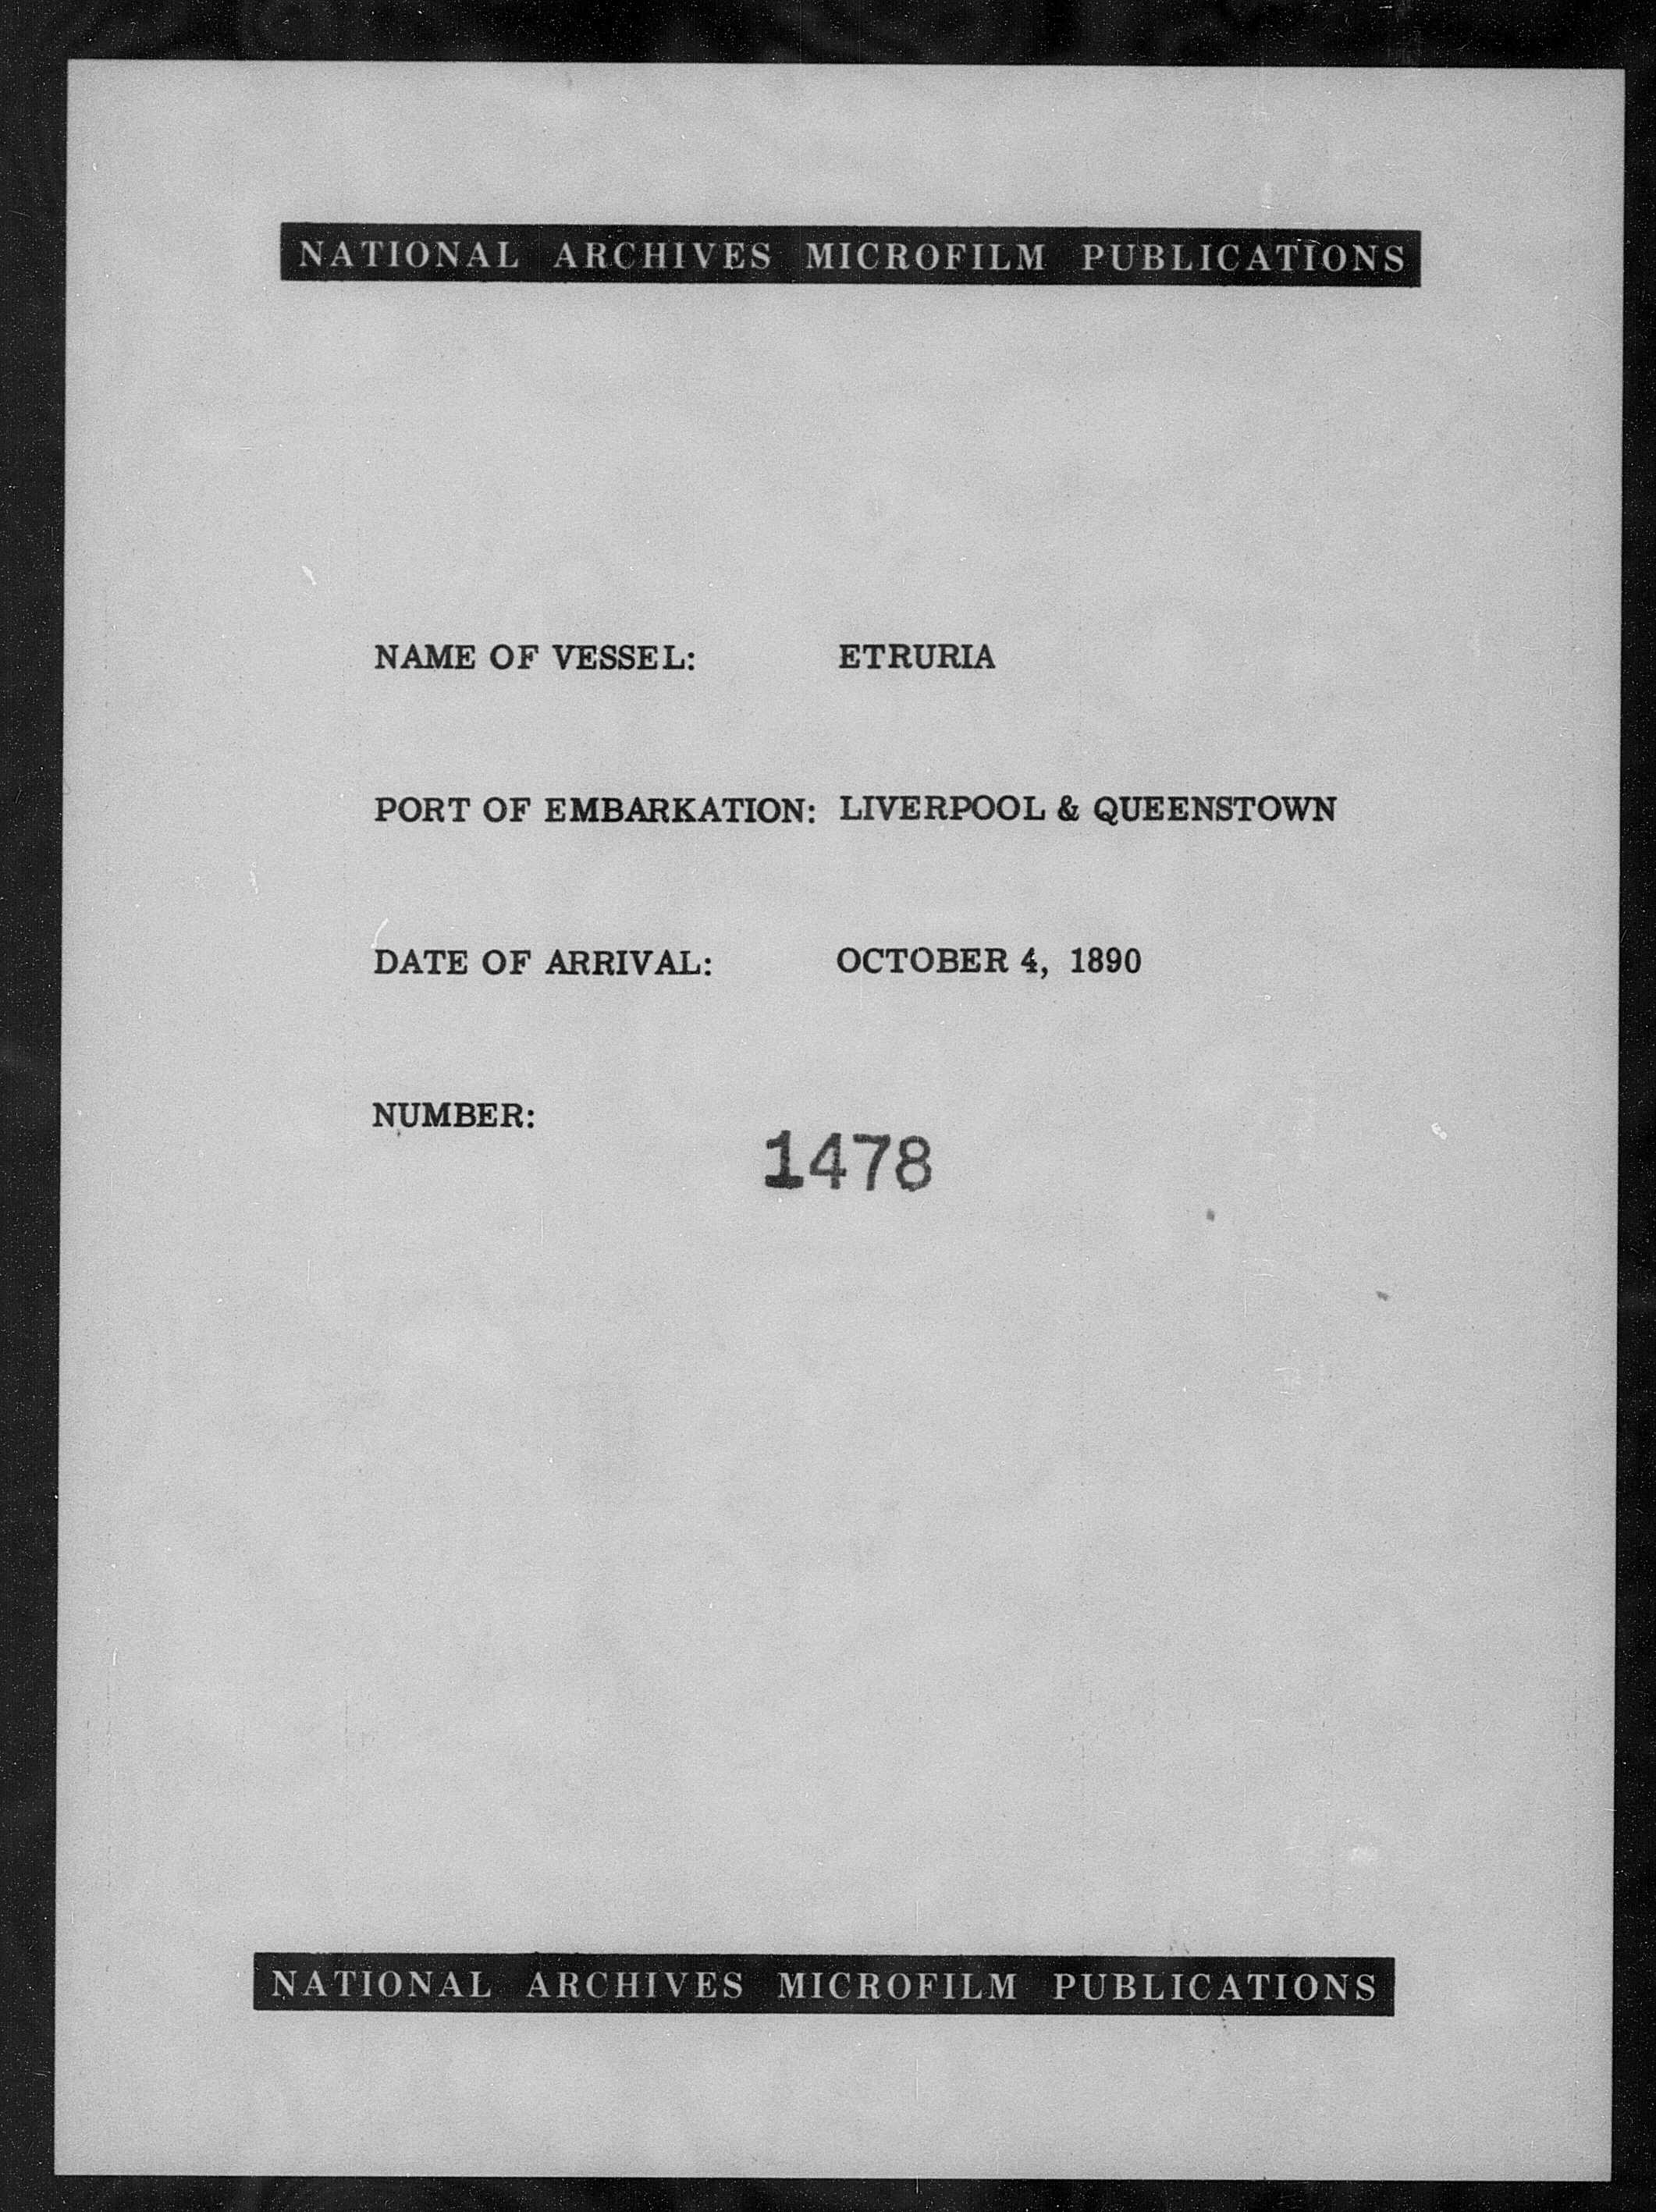 NATIONAL ARCHIVES MICROFILM PUBLICATIONS
NAME OF VESSEL: ETRURIA
PORT OF EMBARKATION: LIVERPOOL & QUEENSTOWN
DATE OF ARRIVAL: OCTOBER 4, 1890
NUMBER:
1478
NATIONAL ARCHIVES MICROFILM PUBLICATIONS